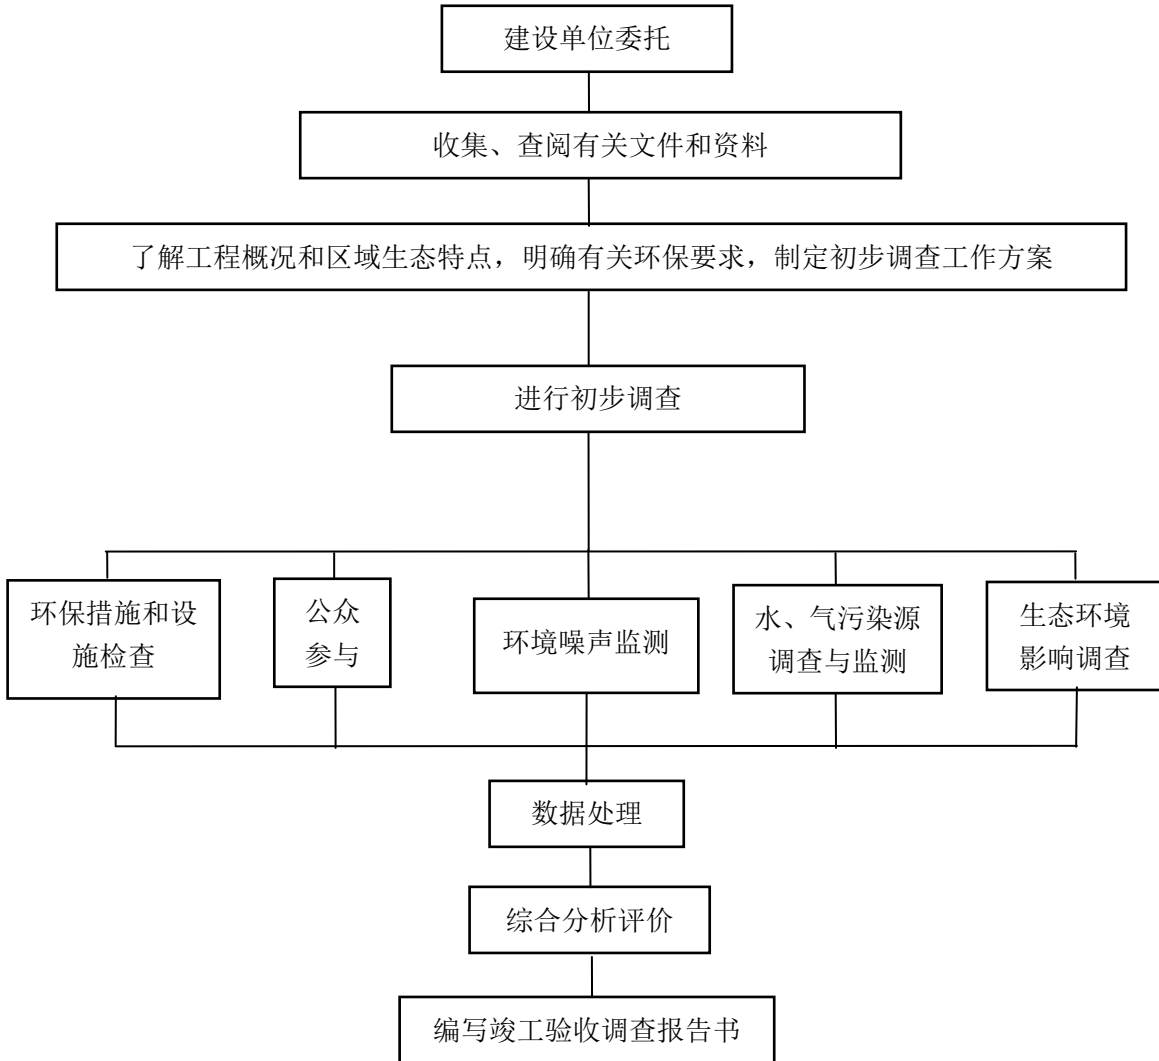 建设单位委托
收集、查阅有关文件和资料
了解工程概况和区域生态特点，明确有关环保要求，制定初步调查工作方案
进行初步调查
环保措施和设
施检查
公众
参与
环境噪声监测
水、气污染源
调查与监测
生态环境
影响调查
数据处理
综合分析评价
编写竣工验收调查报告书